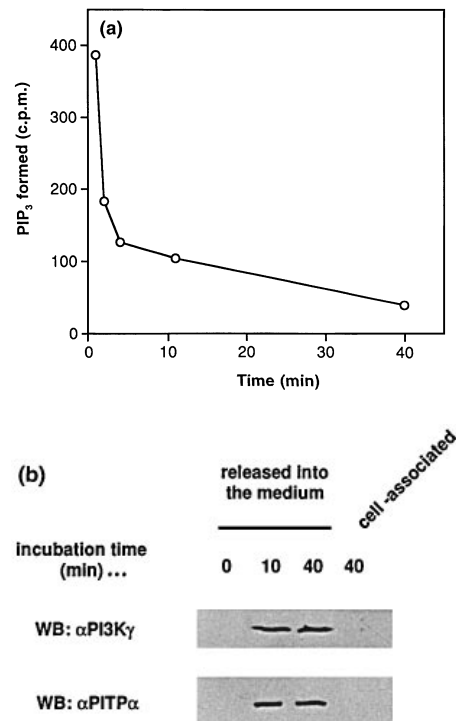 (a)
400
300
200
100
0
PIP3 formed (c.p.m.)
0 10 20 30 40
Time (min)
(b)
released into
the medium
cell -associated
incubation time
(min) ...
0 10 40 40
WB: αPI3Kγ
WB: αPITPα